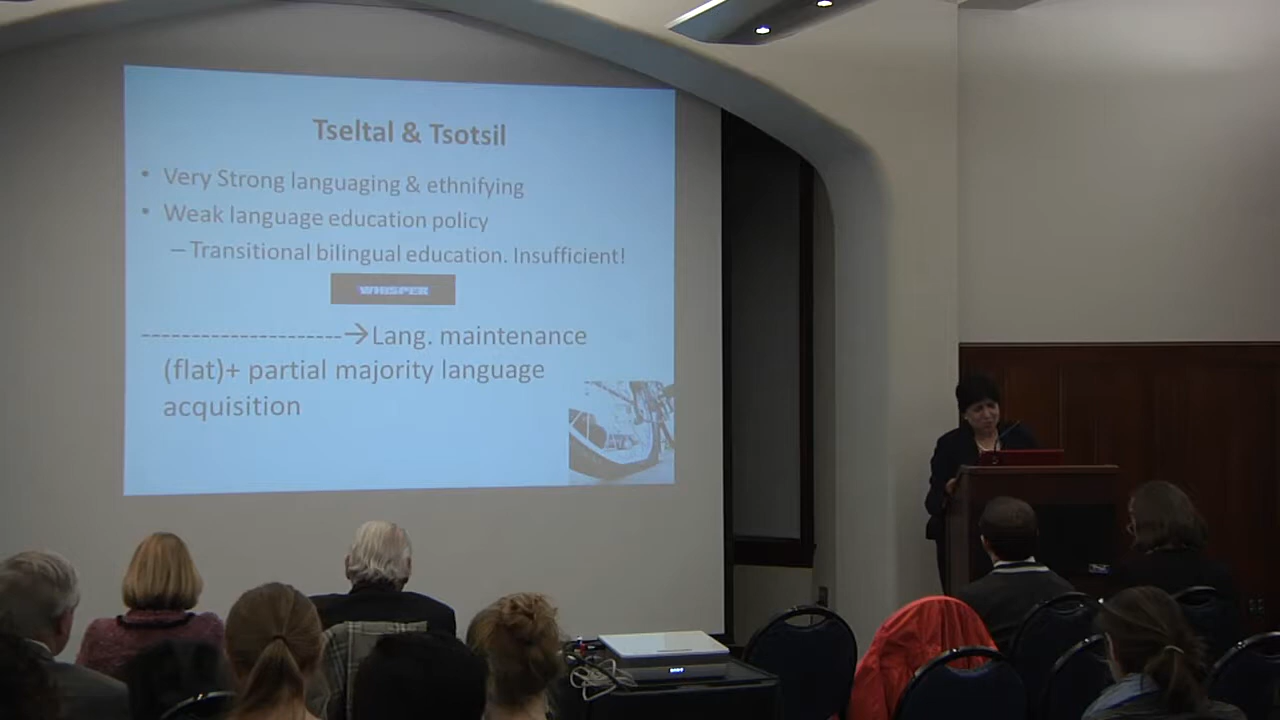 Tseltal & Tsotsil
• Very Strong languaging & ethnifying
• Weak language education policy
– Transitional bilingual education. Insufficient!
WHISPER
--------------------→Lang. maintenance
(flat)+ partial majority language
acquisition